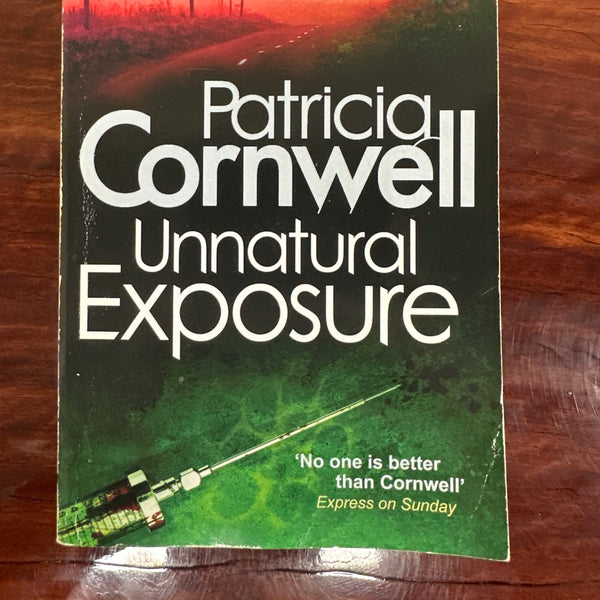 Patricia
Cornwell
Unnatural
Exposure
‘No one is better
than Cornwell’
Express on Sunday